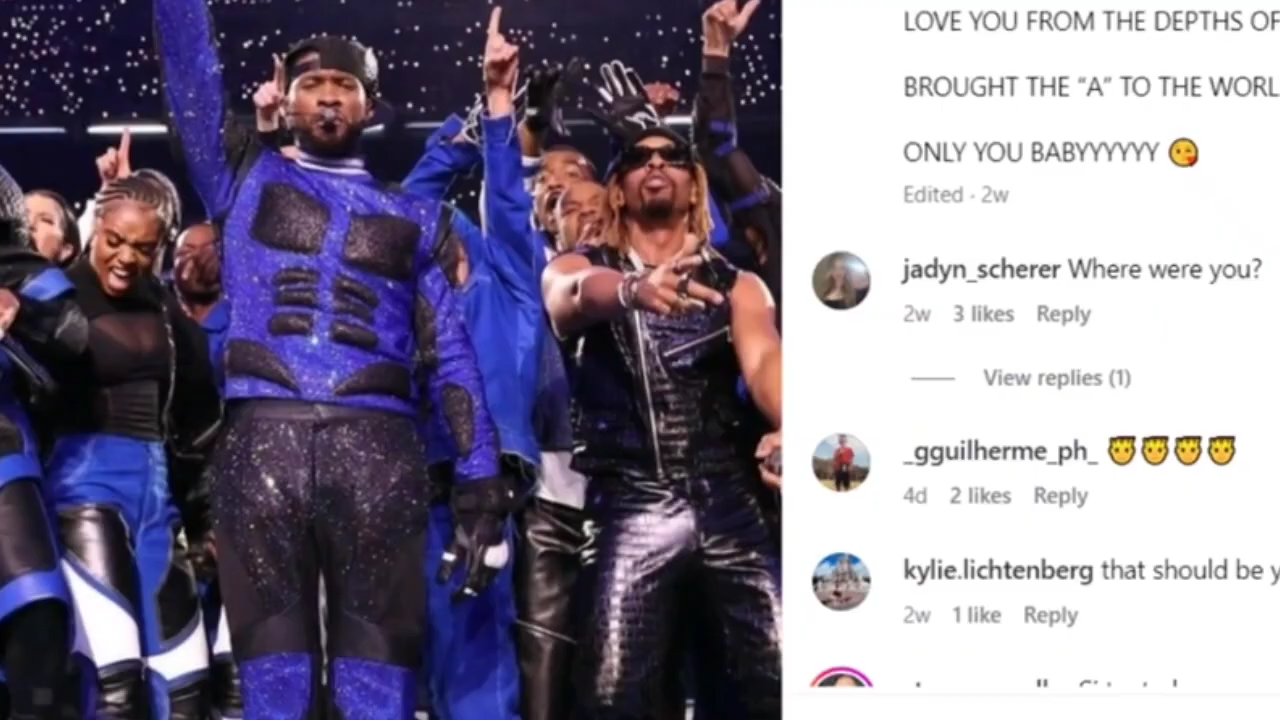 LOVE YOU FROM THE DEPTHS OF
BROUGHT THE “A” TO THE
ONLY YOU BABYYYYYY 😘
Edited · 2w
jadyn_scherer Where were you?
2w 3 likes Reply
View replies (1)
_gguilherme_ph_
4d 2 likes Reply
kylie.lichtenberg that should be
2w 1 like Reply